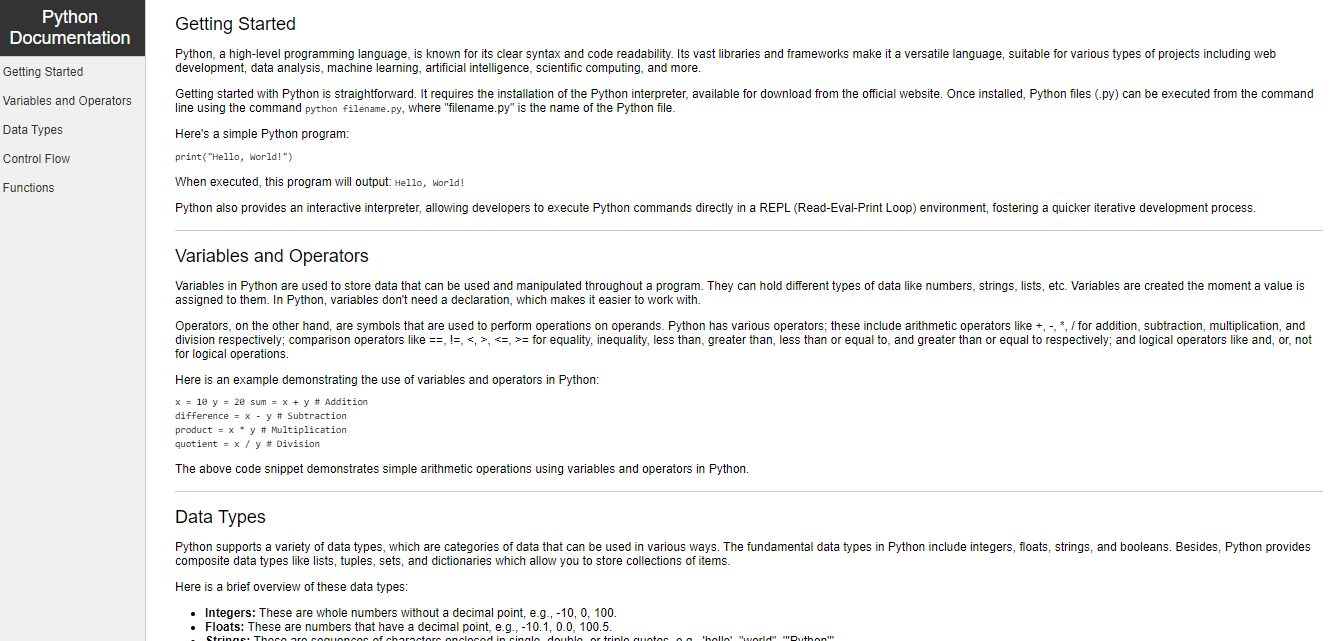 Python
Documentation
Getting Started
Variables and Operators
Data Types
Control Flow
Functions
Getting Started
Python, a high-level programming language, is known for its clear syntax and code readability. Its vast libraries and frameworks make it a versatile language, suitable for various types of projects including web
development, data analysis, machine learning, artificial intelligence, scientific computing, and more.
Getting started with Python is straightforward. It requires the installation of the Python interpreter, available for download from the official website. Once installed, Python files (.py) can be executed from the command
line using the command python filename.py, where "filename.py" is the name of the Python file.
Here's a simple Python program:
print("Hello, World!")
When executed, this program will output: Hello, World!
Python also provides an interactive interpreter, allowing developers to execute Python commands directly in a REPL (Read-Eval-Print Loop) environment, fostering a quicker iterative development process.
Variables and Operators
Variables in Python are used to store data that can be used and manipulated throughout a program. They can hold different types of data like numbers, strings, lists, etc. Variables are created the moment a value is
assigned to them. In Python, variables don't need a declaration, which makes it easier to work with.
Operators, on the other hand, are symbols that are used to perform operations on operands. Python has various operators; these include arithmetic operators like +, -, *, / for addition, subtraction, multiplication, and
division respectively; comparison operators like ==, !=, <, >, <=, >= for equality, inequality, less than, greater than, less than or equal to, and greater than or equal to respectively; and logical operators like and, or, not
for logical operations.
Here is an example demonstrating the use of variables and operators in Python:
x = 10 y = 20 sum = x + y # Addition
difference = x - y # Subtraction
product = x * y # Multiplication
quotient = x / y # Division
The above code snippet demonstrates simple arithmetic operations using variables and operators in Python.
Data Types
Python supports a variety of data types, which are categories of data that can be used in various ways. The fundamental data types in Python include integers, floats, strings, and booleans. Besides, Python provides
composite data types like lists, tuples, sets, and dictionaries which allow you to store collections of items.
Here is a brief overview of these data types:
• Integers: These are whole numbers without a decimal point, e.g., -10, 0, 100.
• Floats: These are numbers that have a decimal point, e.g., -10.1, 0.0, 100.5.
• Strings: These are sequences of characters enclosed in single, double, or triple quotes, e.g., 'hello', "world", '''Python'''